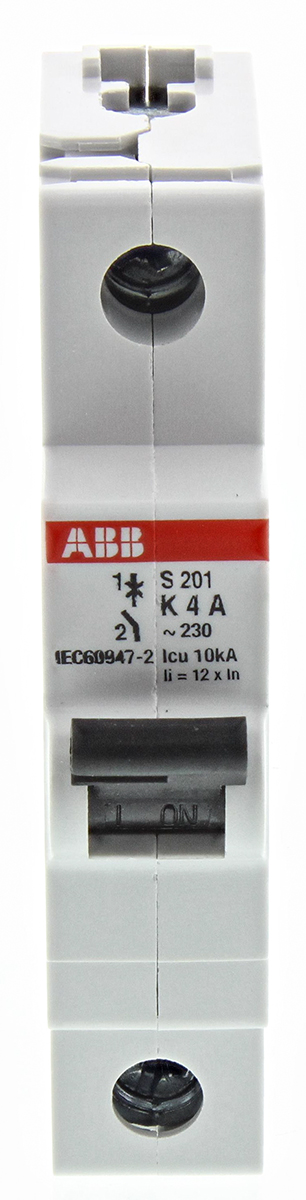 ABB
1 S 201
K 4 A
2 ~ 230
IEC60947-2 Icu 10kA
Ii = 12 x In
I ON